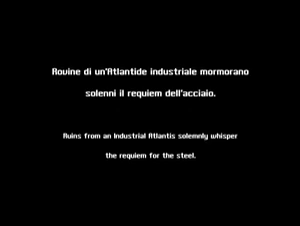 Rovine di un'Atlantide industriale mormorano
solenni il requiem dell'acciaio.
Ruins from an Industrial Atlantis solemnly whisper
the requiem for the steel.